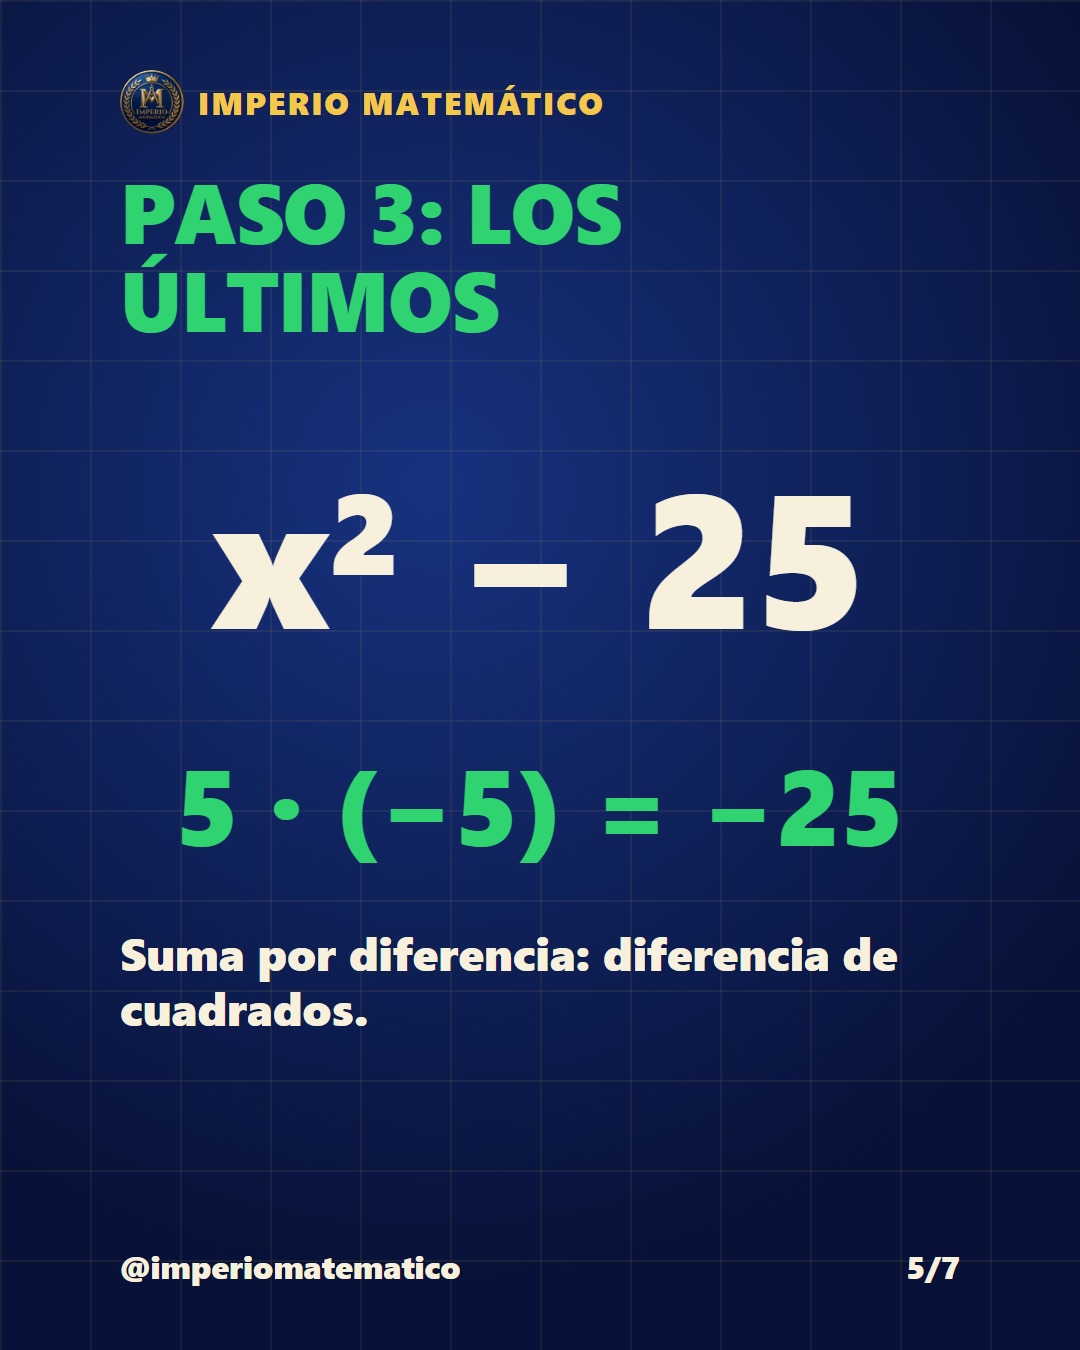 IMPERIO MATEMÁTICO
PASO 3: LOS
ÚLTIMOS
x² − 25
5 · (−5) = −25
Suma por diferencia: diferencia de
cuadrados.
@imperiomatematico
5/7